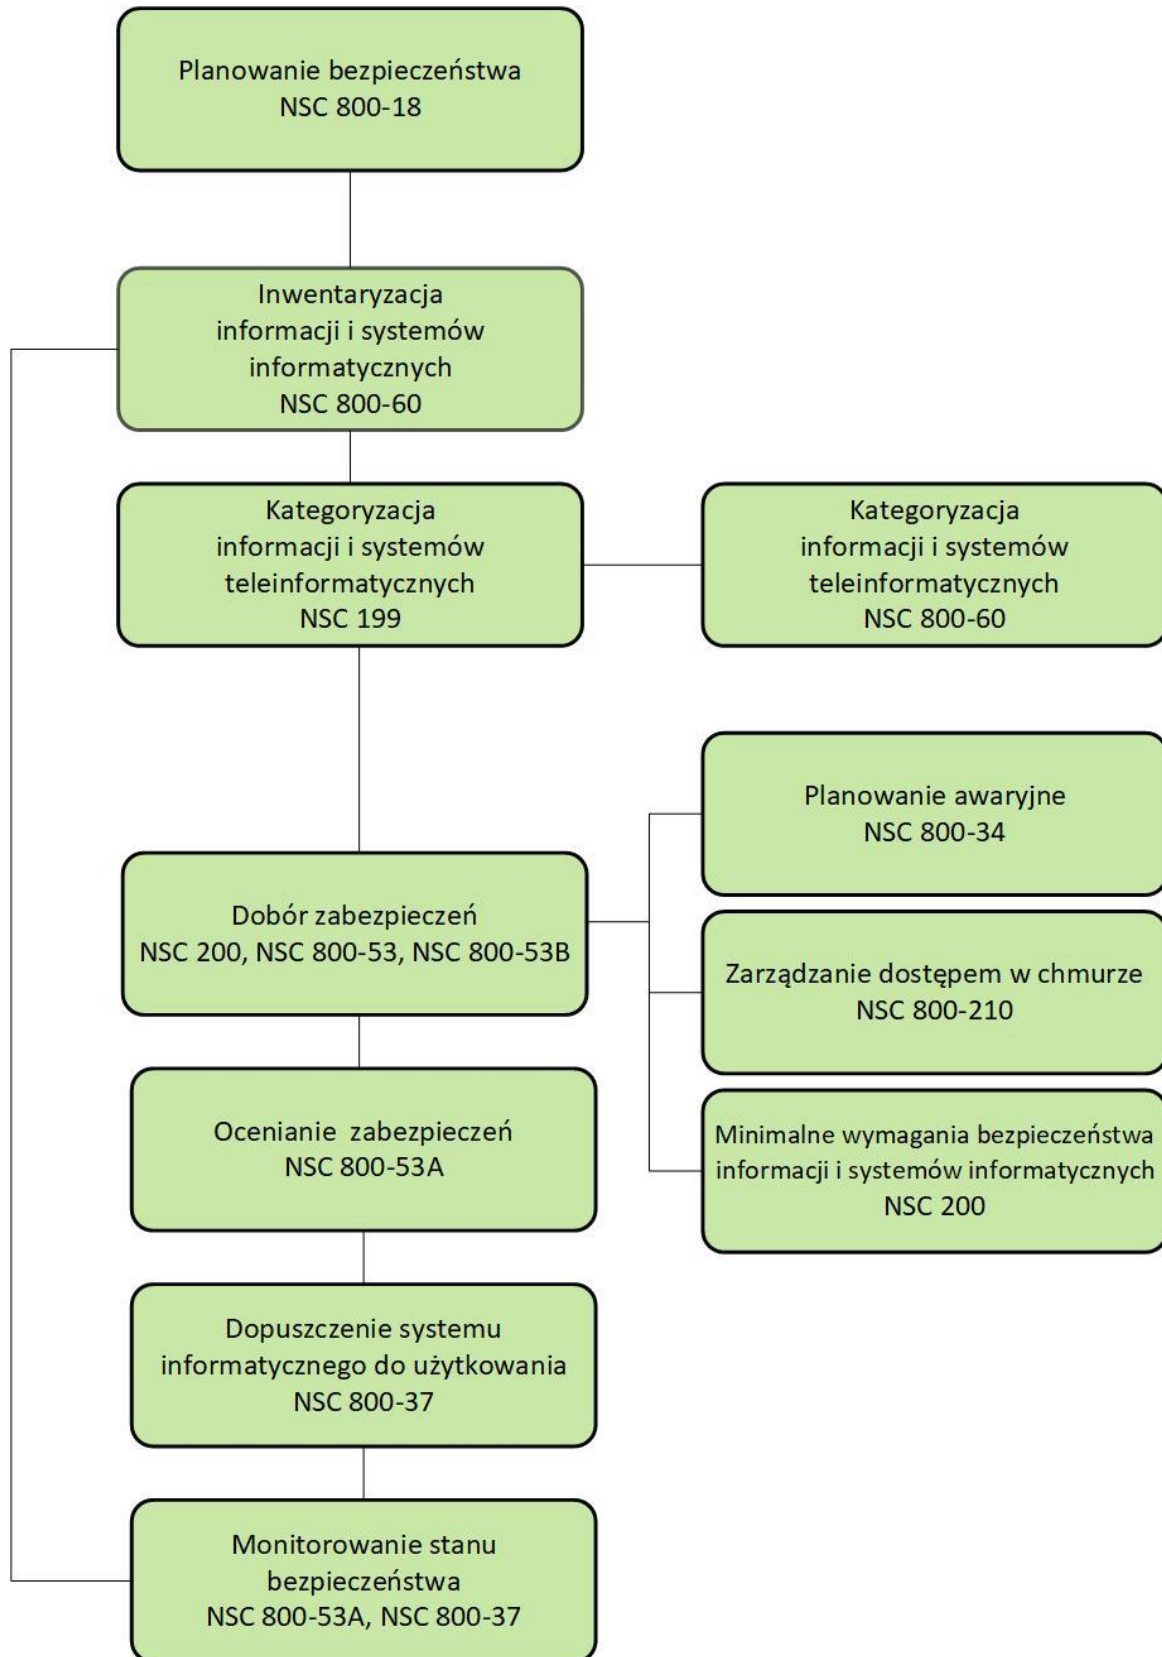 Planowanie bezpieczeństwa
NSC 800-18
Inwentaryzacja
informacji i systemów
informatycznych
NSC 800-60
Kategoryzacja
informacji i systemów
teleinformatycznych
NSC 199
Kategoryzacja
informacji i systemów
teleinformatycznych
NSC 800-60
Planowanie awaryjne
NSC 800-34
Dobór zabezpieczeń
NSC 200, NSC 800-53, NSC 800-53B
Zarządzanie dostępem w chmurze
NSC 800-210
Minimalne wymagania bezpieczeństwa
informacji i systemów informatycznych
NSC 200
Ocenianie zabezpieczeń
NSC 800-53A
Dopuszczenie systemu
informatycznego do użytkowania
NSC 800-37
Monitorowanie stanu
bezpieczeństwa
NSC 800-53A, NSC 800-37